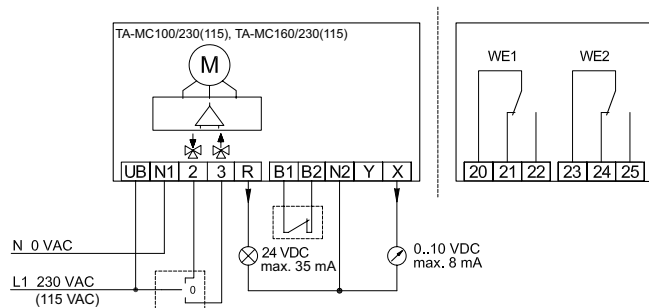 TA-MC100/230(115), TA-MC160/230(115)
M
UB N1 2 3 R B1 B2 N2 Y X
WE1 WE2
20 21 22 23 24 25
N 0 VAC
L1 230 VAC
(115 VAC)
0
24 VDC
max. 35 mA
0..10 VDC
max. 8 mA